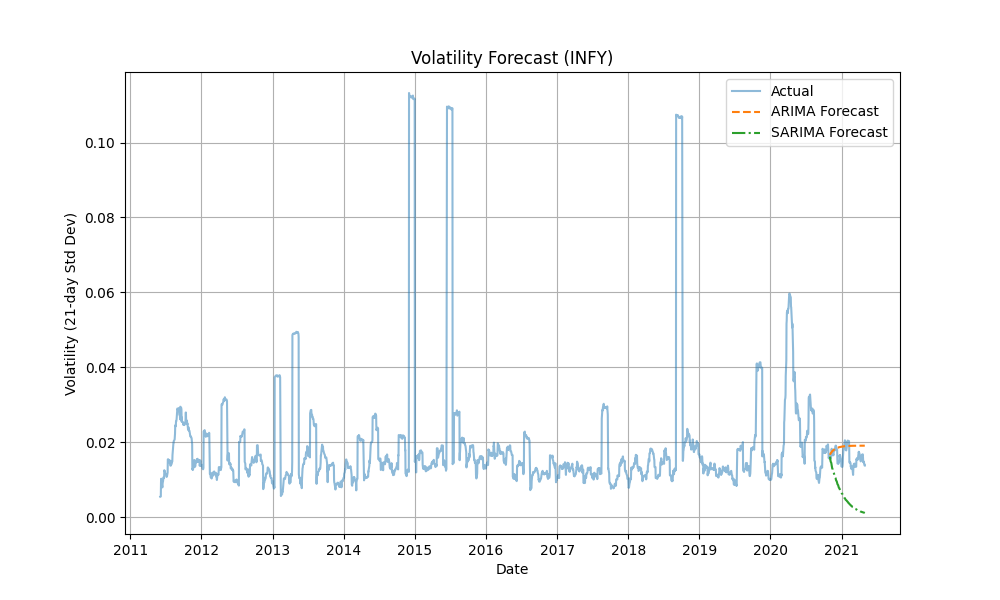 Volatility Forecast (INFY)
Actual
ARIMA Forecast
SARIMA Forecast
Volatility (21-day Std Dev)
0.10
0.08
0.06
0.04
0.02
0.00
2011 2012 2013 2014 2015 2016 2017 2018 2019 2020 2021
Date